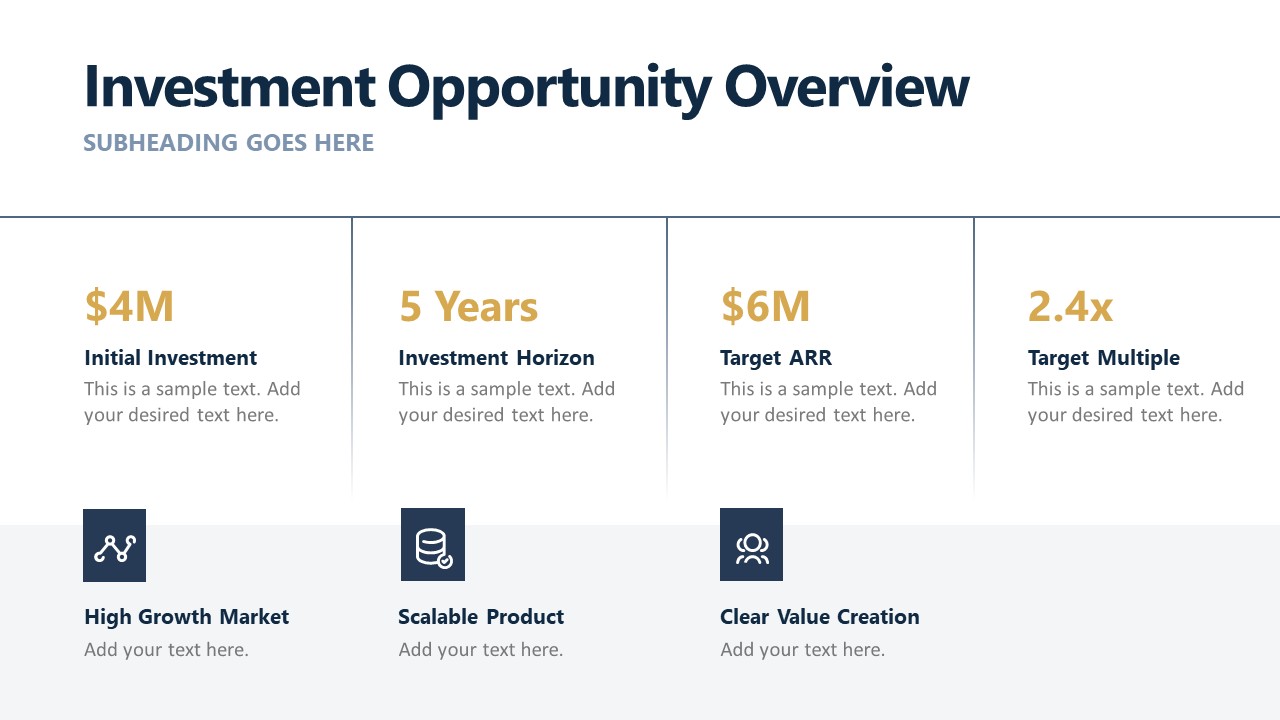 Investment Opportunity Overview
SUBHEADING GOES HERE
$4M
Initial Investment
This is a sample text. Add
your desired text here.
5 Years
Investment Horizon
This is a sample text. Add
your desired text here.
$6M
Target ARR
This is a sample text. Add
your desired text here.
2.4x
Target Multiple
This is a sample text. Add
your desired text here.
High Growth Market
Add your text here.
Scalable Product
Add your text here.
Clear Value Creation
Add your text here.